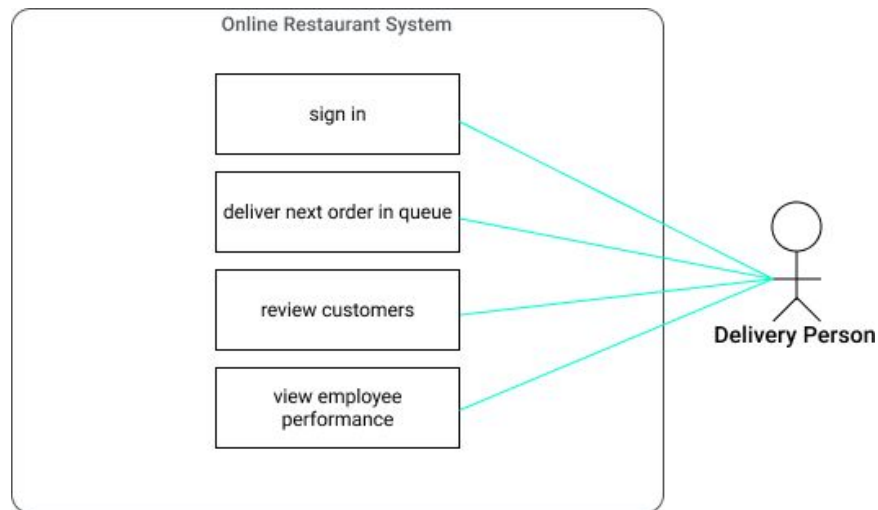 Online Restaurant System
sign in
deliver next order in queue
review customers
view employee
performance
Delivery Person